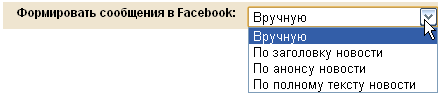 Формировать сообщения в Facebook: Вручную
Вручную
По заголовку новости
По анонсу новости
По полному тексту новости